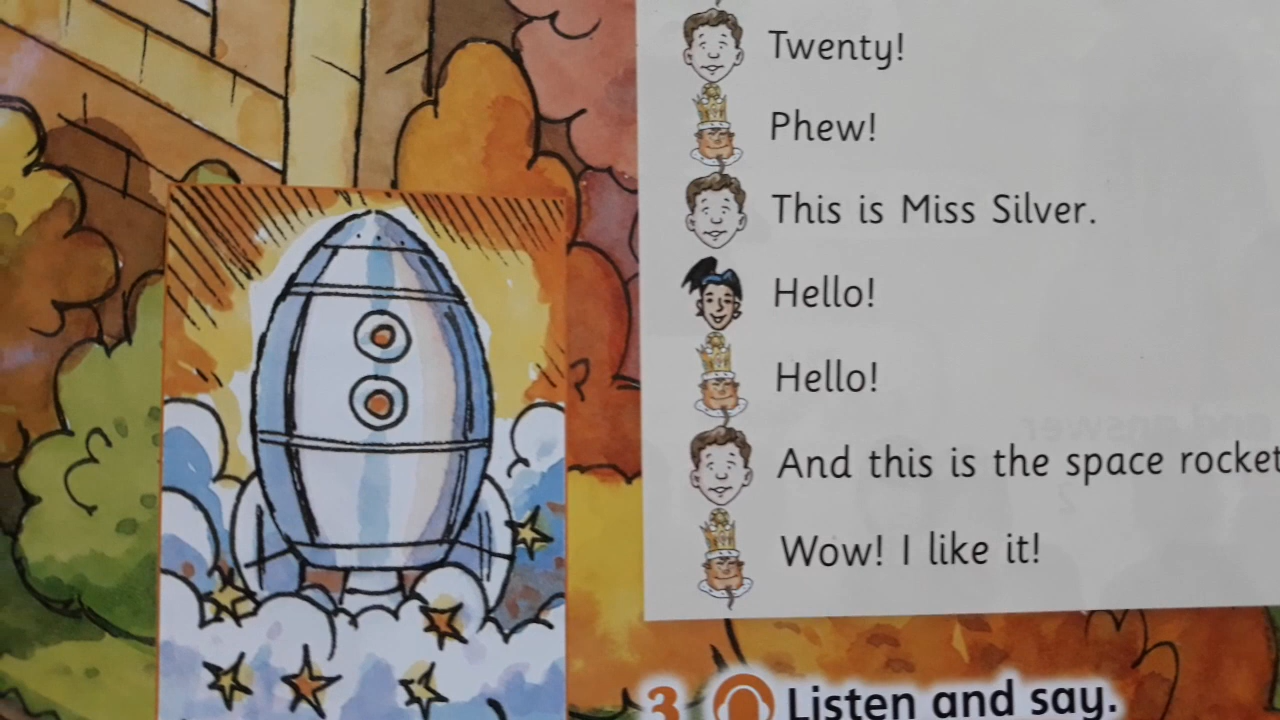 Twenty!
Phew!
This is Miss Silver.
Hello!
Hello!
And this is the space rocket
Wow! I like it!
3 Listen and say.